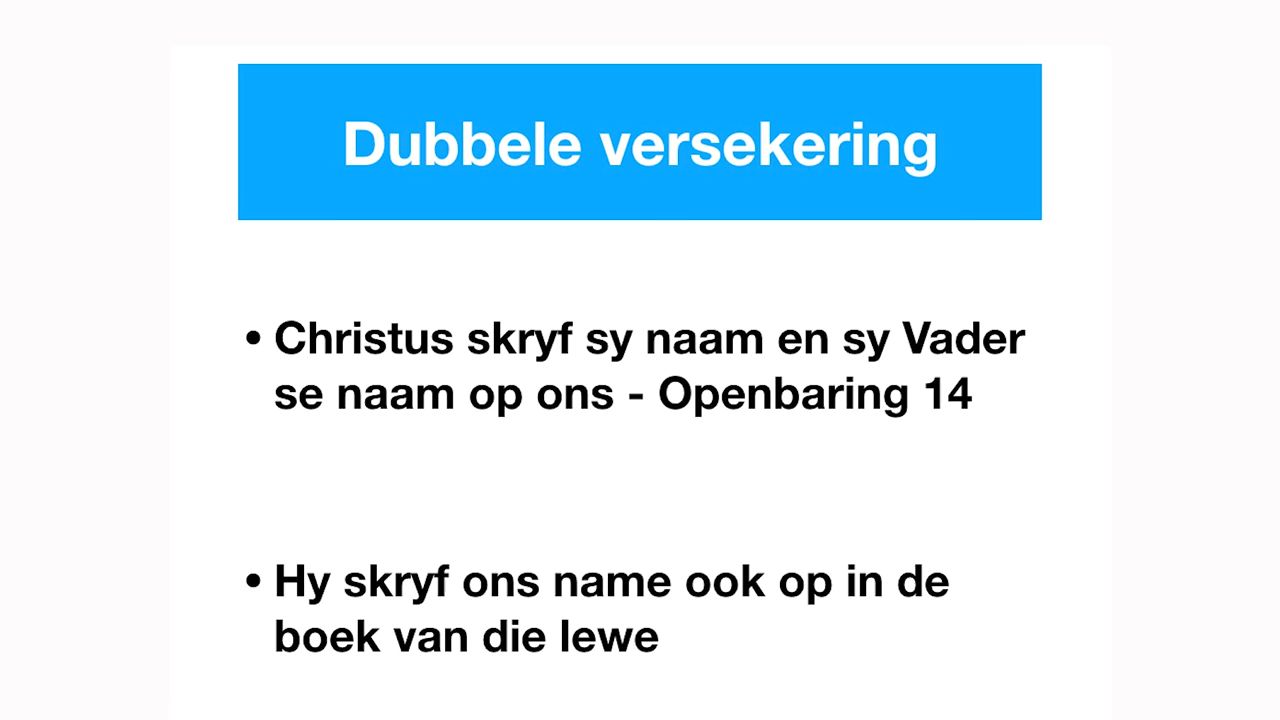 Dubbele versekering
• Christus skryf sy naam en sy Vader
se naam op ons - Openbaring 14
• Hy skryf ons name ook op in de
boek van die lewe